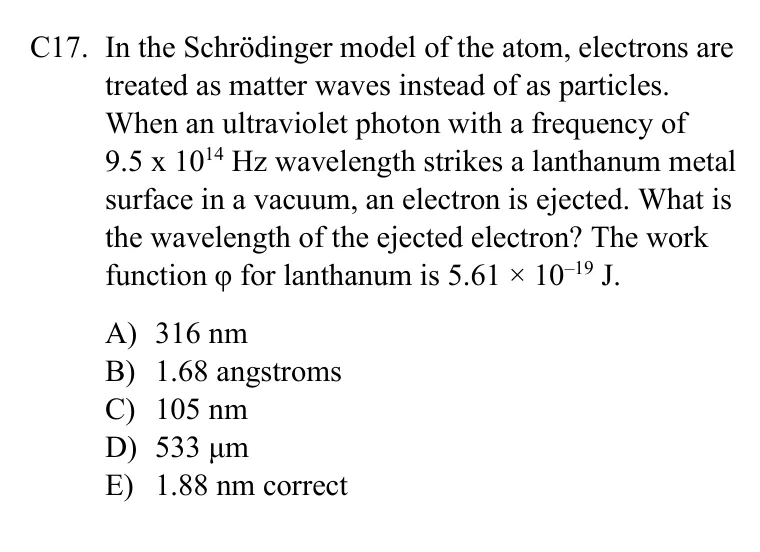 C17. In the Schrödinger model of the atom, electrons are
treated as matter waves instead of as particles.
When an ultraviolet photon with a frequency of
9.5 x 10¹⁴ Hz wavelength strikes a lanthanum metal
surface in a vacuum, an electron is ejected. What is
the wavelength of the ejected electron? The work
function φ for lanthanum is 5.61 × 10⁻¹⁹ J.
A) 316 nm
B) 1.68 angstroms
C) 105 nm
D) 533 μm
E) 1.88 nm correct